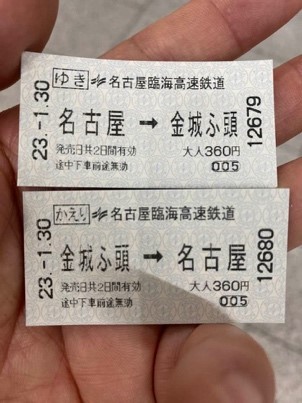 ゆき 名古屋臨海高速鉄道
名古屋 → 金城ふ頭
発売日共2日間有効 大人360円
途中下車前途無効 005
23.-1.30
12679
かえり 名古屋臨海高速鉄道
金城ふ頭 → 名古屋
発売日共2日間有効 大人360円
途中下車前途無効 005
23.-1.30
12680